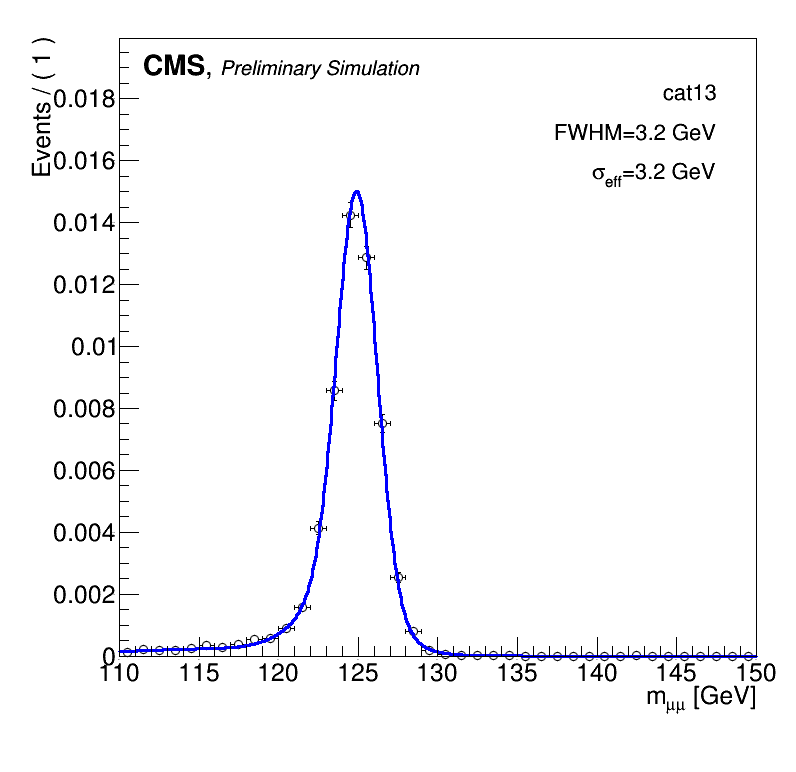 CMS, Preliminary Simulation
cat13
FWHM=3.2 GeV
σeff=3.2 GeV
Events / ( 1 )
0.018
0.016
0.014
0.012
0.01
0.008
0.006
0.004
0.002
0
110 115 120 125 130 135 140 145 150
mμμ [GeV]